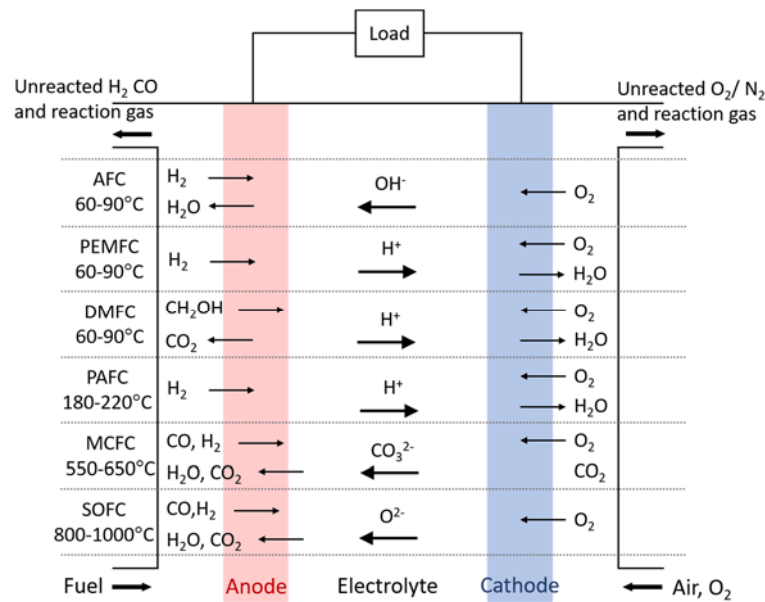 Load
Unreacted H₂ CO
and reaction gas
Unreacted O₂/ N₂
and reaction gas
AFC
60-90°C
H₂
H₂O
OH⁻
O₂
PEMFC
60-90°C
H₂
H⁺
O₂
H₂O
DMFC
60-90°C
CH₂OH
CO₂
H⁺
O₂
H₂O
PAFC
180-220°C
H₂
H⁺
O₂
H₂O
MCFC
550-650°C
CO, H₂
H₂O, CO₂
CO₃²⁻
O₂
CO₂
SOFC
800-1000°C
CO,H₂
H₂O, CO₂
O²⁻
O₂
Fuel
Anode
Electrolyte
Cathode
Air, O₂